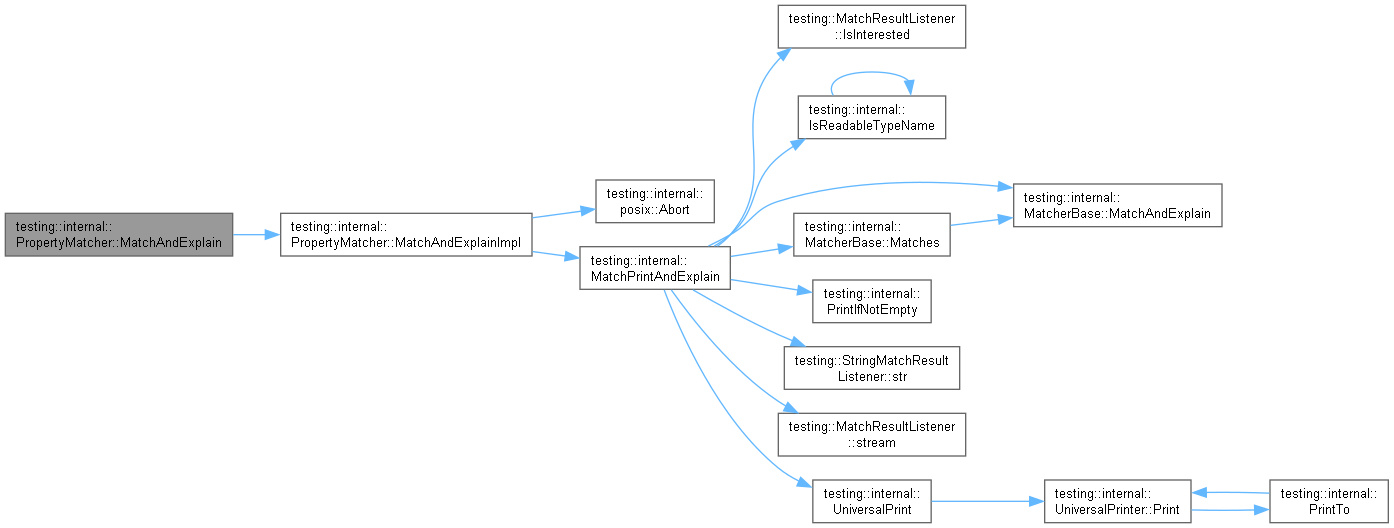 testing::MatchResultListener
::IsInterested
testing::internal::
IsReadableTypeName
testing::internal::
posix::Abort
testing::internal::
MatcherBase::MatchAndExplain
testing::internal::
PropertyMatcher::MatchAndExplain
testing::internal::
PropertyMatcher::MatchAndExplainImpl
testing::internal::
MatcherBase::Matches
testing::internal::
MatchPrintAndExplain
testing::internal::
PrintIfNotEmpty
testing::StringMatchResult
Listener::str
testing::MatchResultListener
::stream
testing::internal::
UniversalPrint
testing::internal::
UniversalPrinter::Print
testing::internal::
PrintTo